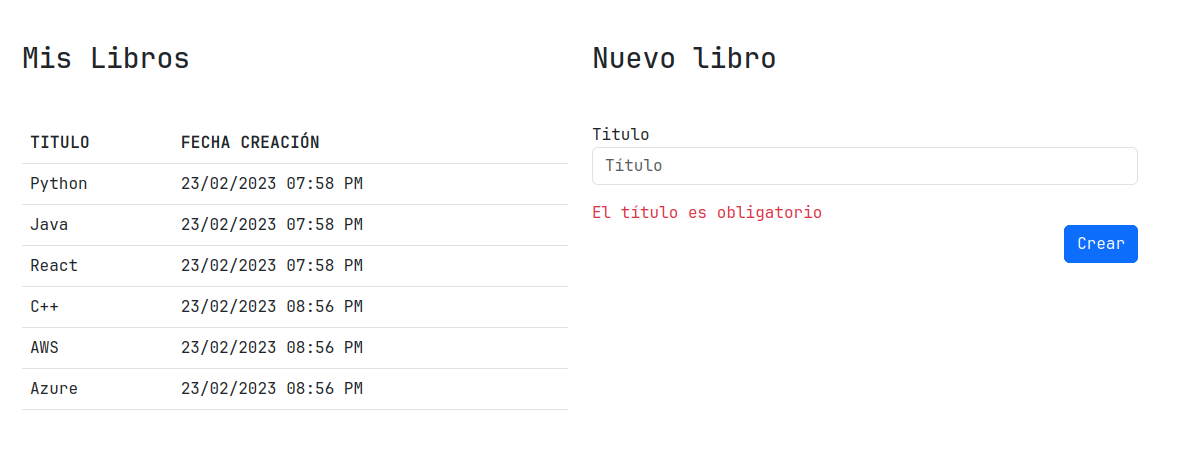 Mis Libros
TITULO FECHA CREACIÓN
Python 23/02/2023 07:58 PM
Java 23/02/2023 07:58 PM
React 23/02/2023 07:58 PM
C++ 23/02/2023 08:56 PM
AWS 23/02/2023 08:56 PM
Azure 23/02/2023 08:56 PM
Nuevo libro
Titulo
Título
El título es obligatorio
Crear